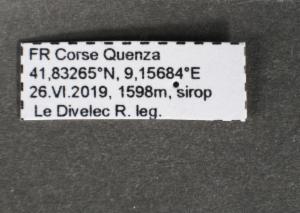 FR Corse Quenza
41,83265°N, 9,15684°E
26.VI.2019, 1598m, sirop
Le Divelec R. leg.